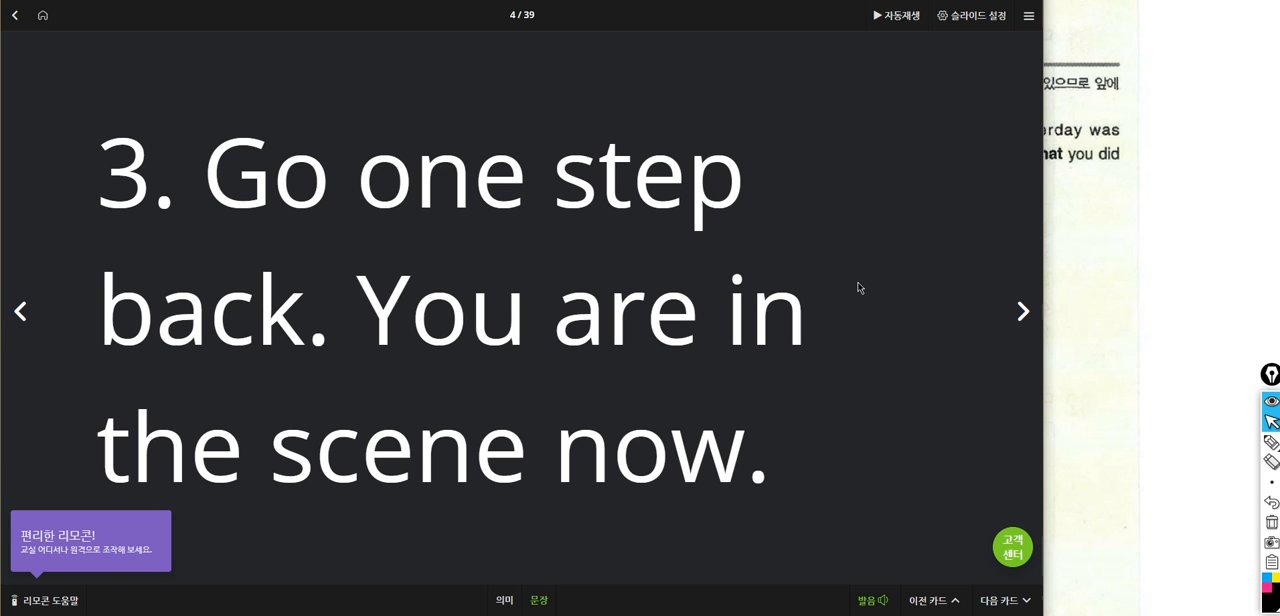 4 / 39
자동재생
슬라이드 설정
3. Go one step
back. You are in
the scene now.
있으므로 앞에
was
you did
편리한 리모콘!
교실 어디서나 원격으로 조작해 보세요.
고객
센터
리모콘 도움말
의미
문장
발음
이전 카드
다음 카드